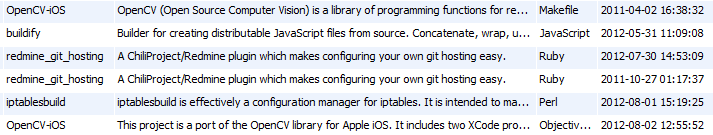 OpenCV-iOS OpenCV (Open Source Computer Vision) is a library of programming functions for re... Makefile 2011-04-02 16:38:32
buildify Builder for creating distributable JavaScript files from source. Concatenate, wrap, u... JavaScript 2012-05-31 11:09:08
redmine_git_hosting A ChiliProject/Redmine plugin which makes configuring your own git hosting easy. Ruby 2012-07-30 14:53:09
redmine_git_hosting A ChiliProject/Redmine plugin which makes configuring your own git hosting easy. Ruby 2011-10-27 01:17:37
iptablesbuild iptablesbuild is effectively a configuration manager for iptables. It is intended to ma... Perl 2012-08-01 15:19:25
OpenCV-iOS This project is a port of the OpenCV library for Apple iOS. It includes two XCode pro... Objectiv... 2012-08-02 12:55:52